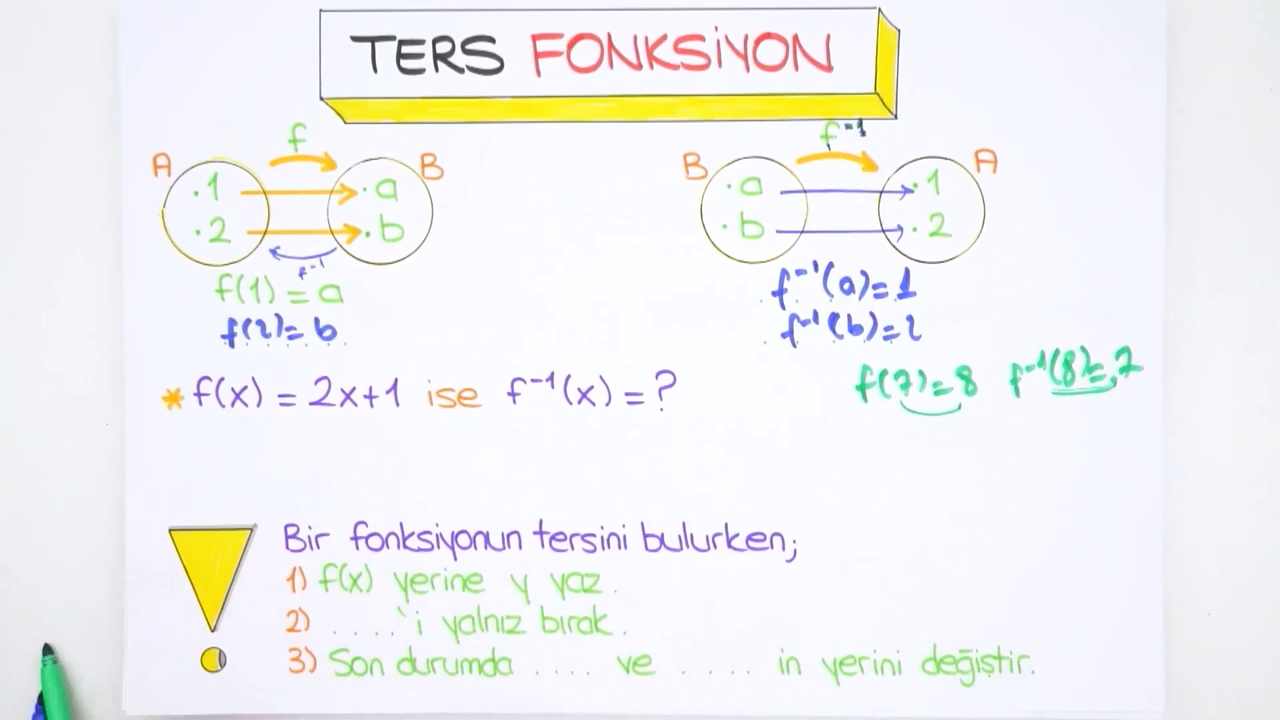 TERS FONKSİYON
f
f⁻¹
A
B
B
A
.1
.a
.a
.1
.2
.b
.b
.2
f⁻¹
f(1) = a
f⁻¹(a)=1
f(2)=b
f⁻¹(b)=2
f(7)=8 f⁻¹(8)=7
* f(x) = 2x+1 ise f⁻¹(x) = ?
Bir fonksiyonun tersini bulurken;
1) f(x) yerine y yaz.
2) ....'i yalnız bırak.
3) Son durumda .... ve .... in yerini değiştir.